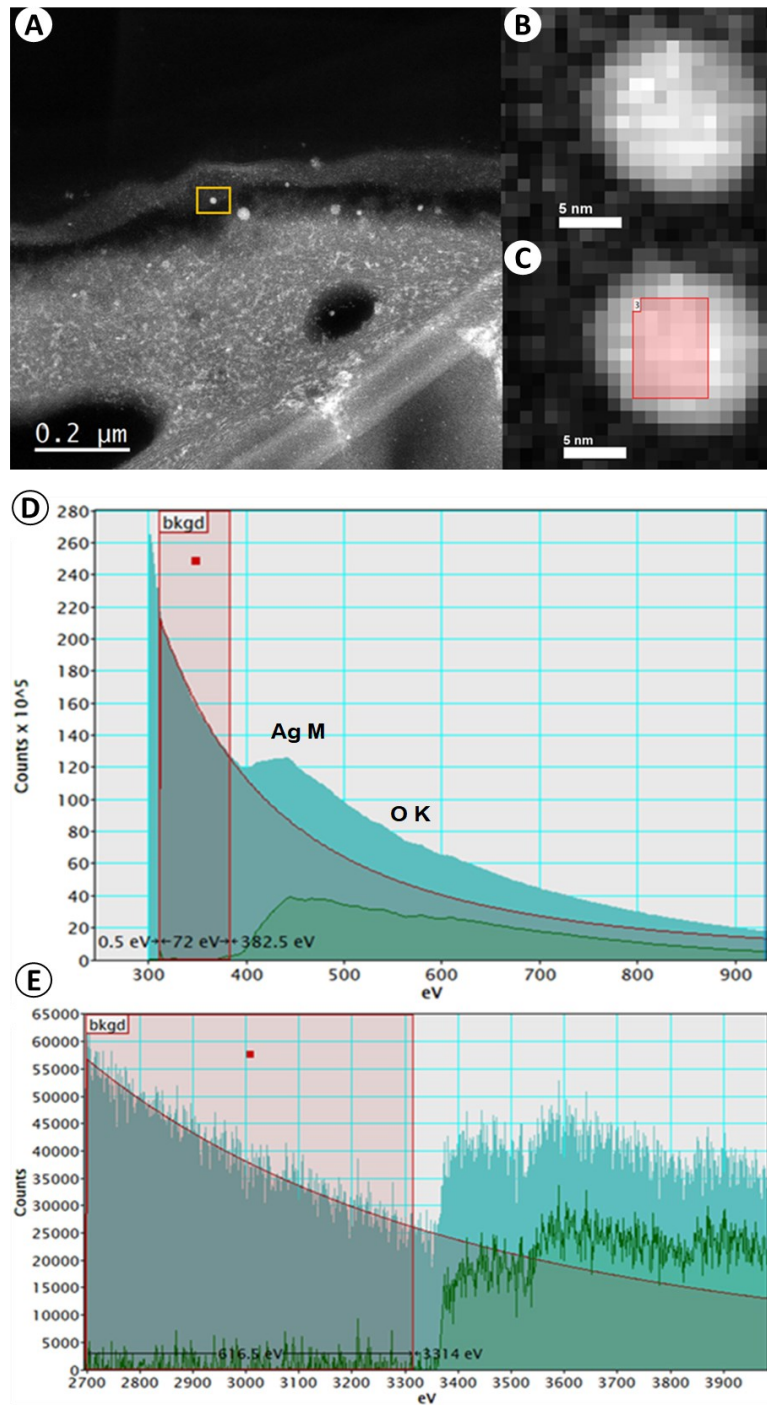 A
0.2 µm
B
5 nm
C
3
5 nm
D
bkgd
Ag M
O K
Counts x 10^5
280
260
240
220
200
180
160
140
120
100
80
60
40
20
0
0.5 eV 72 eV 382.5 eV
300 400 500 600 700 800 900
eV
E
bkgd
Counts
65000
60000
55000
50000
45000
40000
35000
30000
25000
20000
15000
10000
5000
0
616.5 eV 3314 eV
2700 2800 2900 3000 3100 3200 3300 3400 3500 3600 3700 3800 3900
eV